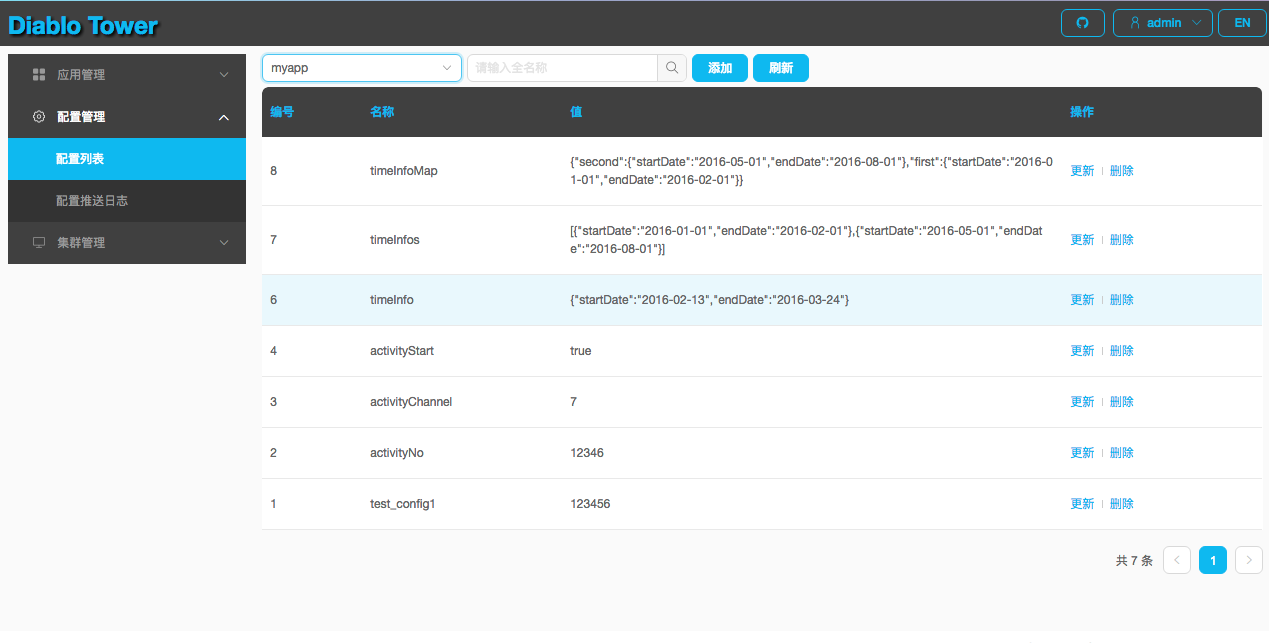 Diablo Tower
admin
EN
应用管理
配置管理
配置列表
配置推送日志
集群管理
myapp
请输入全名称
添加
刷新
编号 名称 值 操作
8 timeInfoMap {"second":{"startDate":"2016-05-01","endDate":"2016-08-01"},"first":{"startDate":"2016-0
1-01","endDate":"2016-02-01"}} 更新 删除
7 timeInfos [{"startDate":"2016-01-01","endDate":"2016-02-01"},{"startDate":"2016-05-01","endDat
e":"2016-08-01"}] 更新 删除
6 timeInfo {"startDate":"2016-02-13","endDate":"2016-03-24"} 更新 删除
4 activityStart true 更新 删除
3 activityChannel 7 更新 删除
2 activityNo 12346 更新 删除
1 test_config1 123456 更新 删除
共 7 条 1